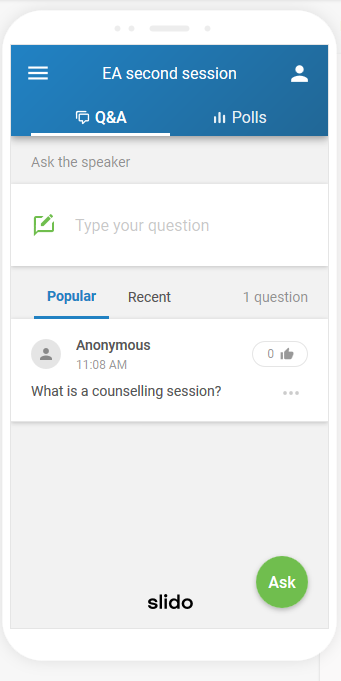 EA second session
Q&A
Polls
Ask the speaker
Type your question
Popular
Recent
1 question
Anonymous
0
11:08 AM
What is a counselling session?
Ask
slido